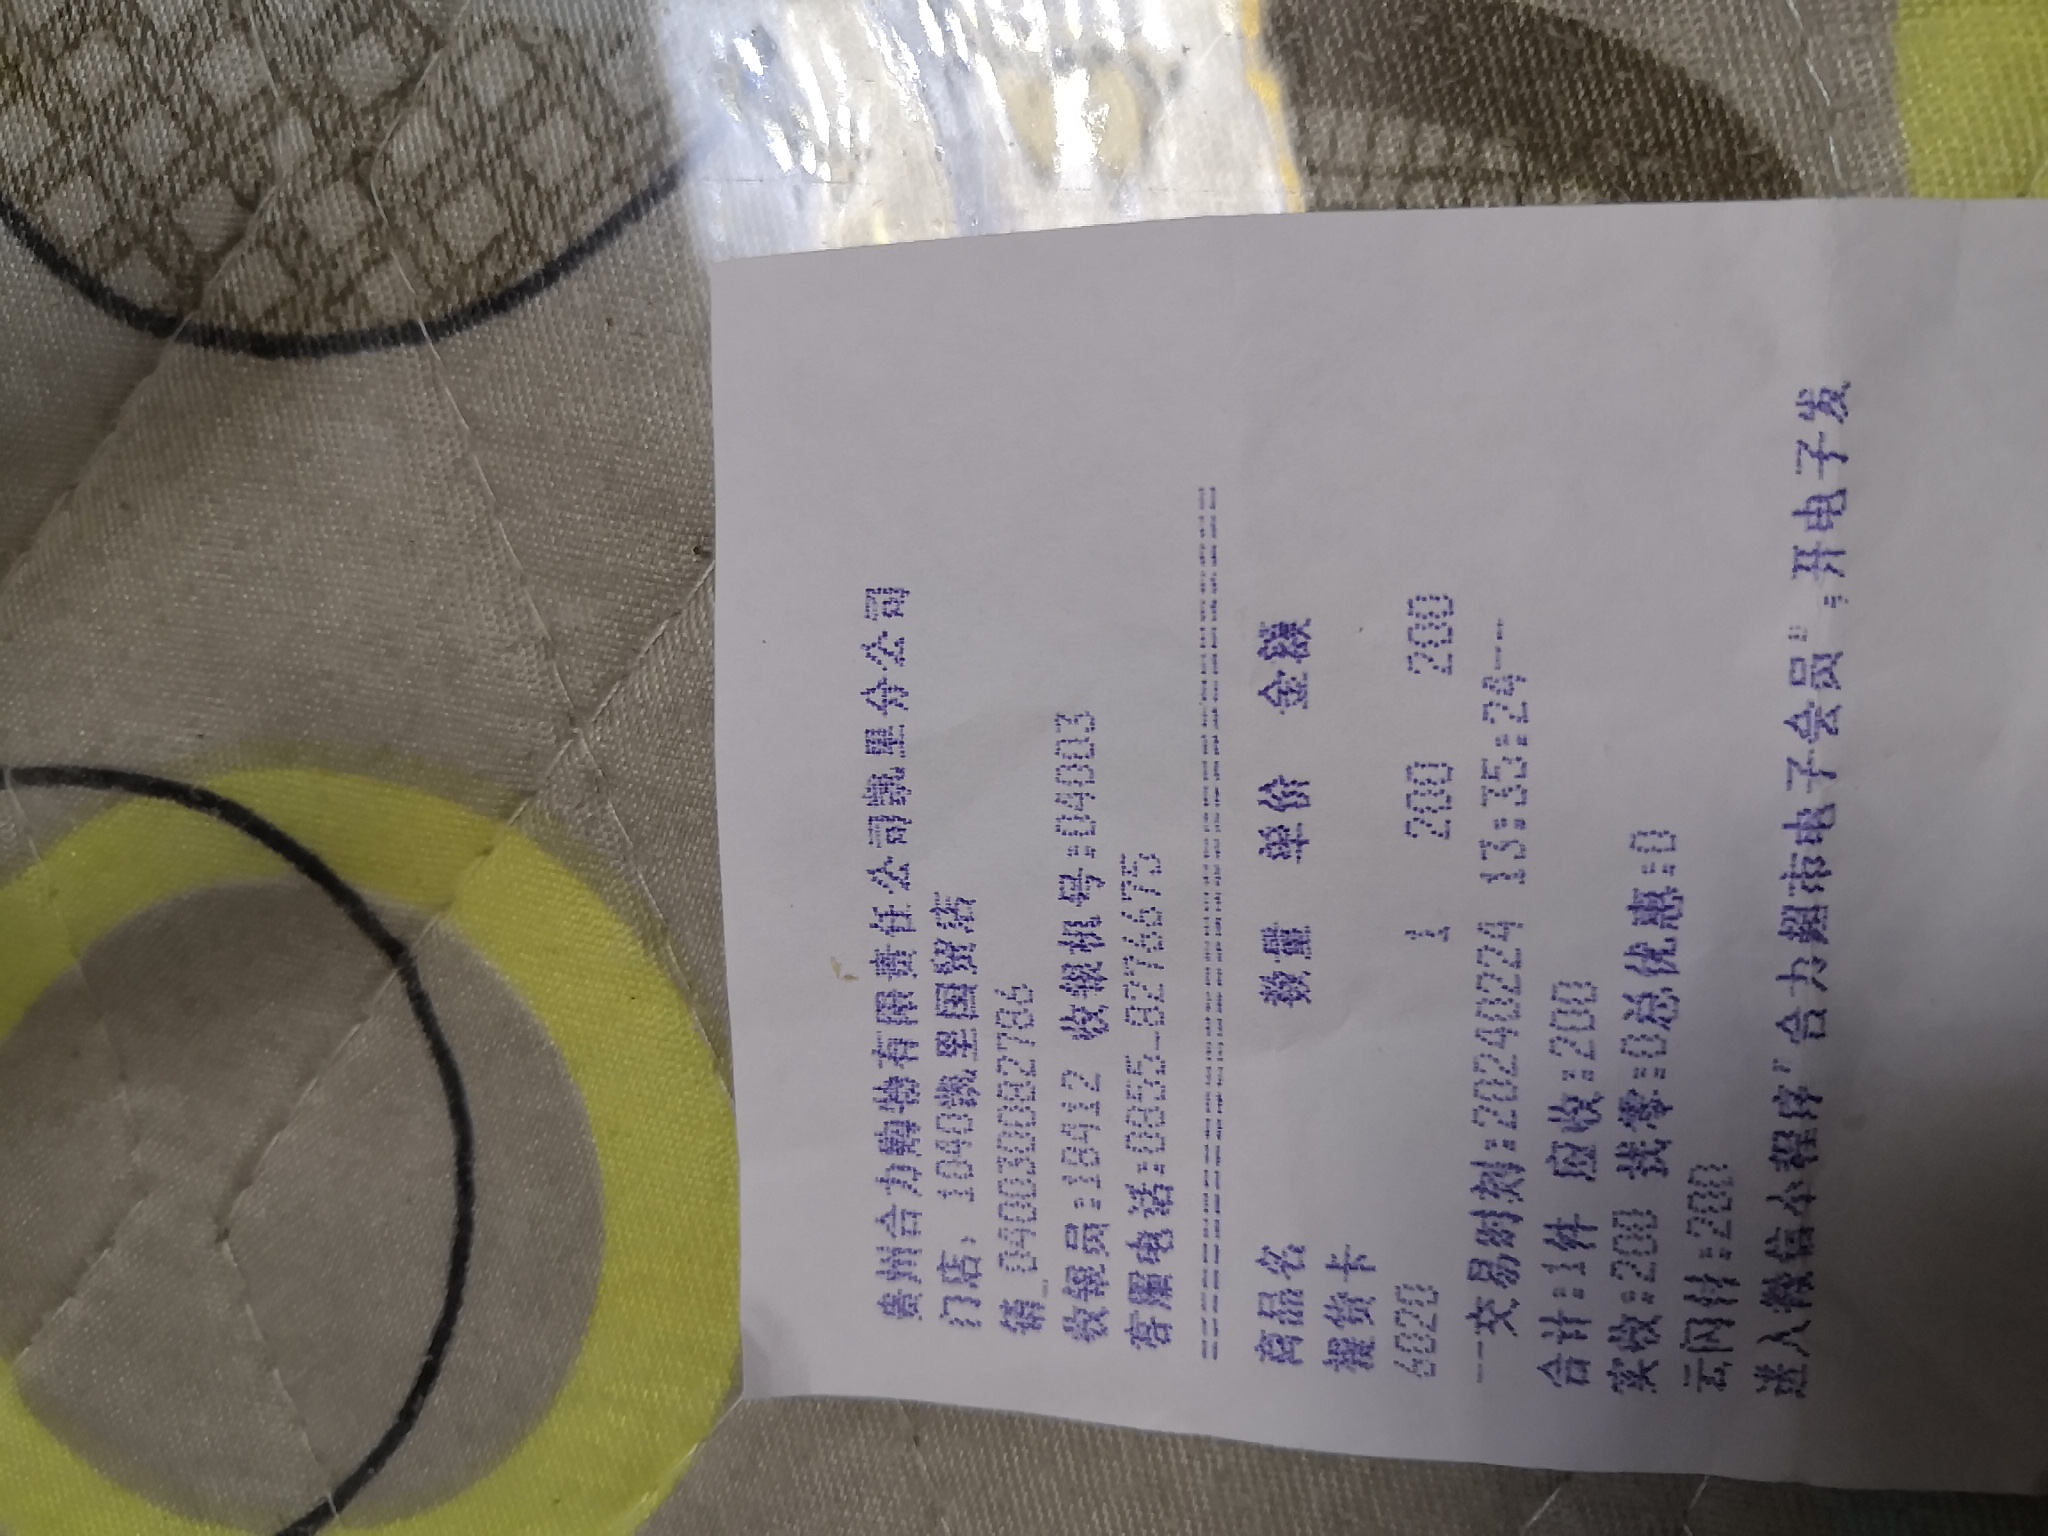 贵州合力购物有限责任公司凯里分公司
门店：1040凯里国贸店
销_040030082786
收银员:18412 收银机号:04003
客服电话:0855-8276675
================================
商品名 数量 单价 金额
提货卡
6020 1 200 200
--交易时刻:20240224 13:35:24--
合计:1件 应收:200
实收:200 找零:0总优惠:0
云闪付:200
进入微信小程序"合力超市电子会员",开电子发